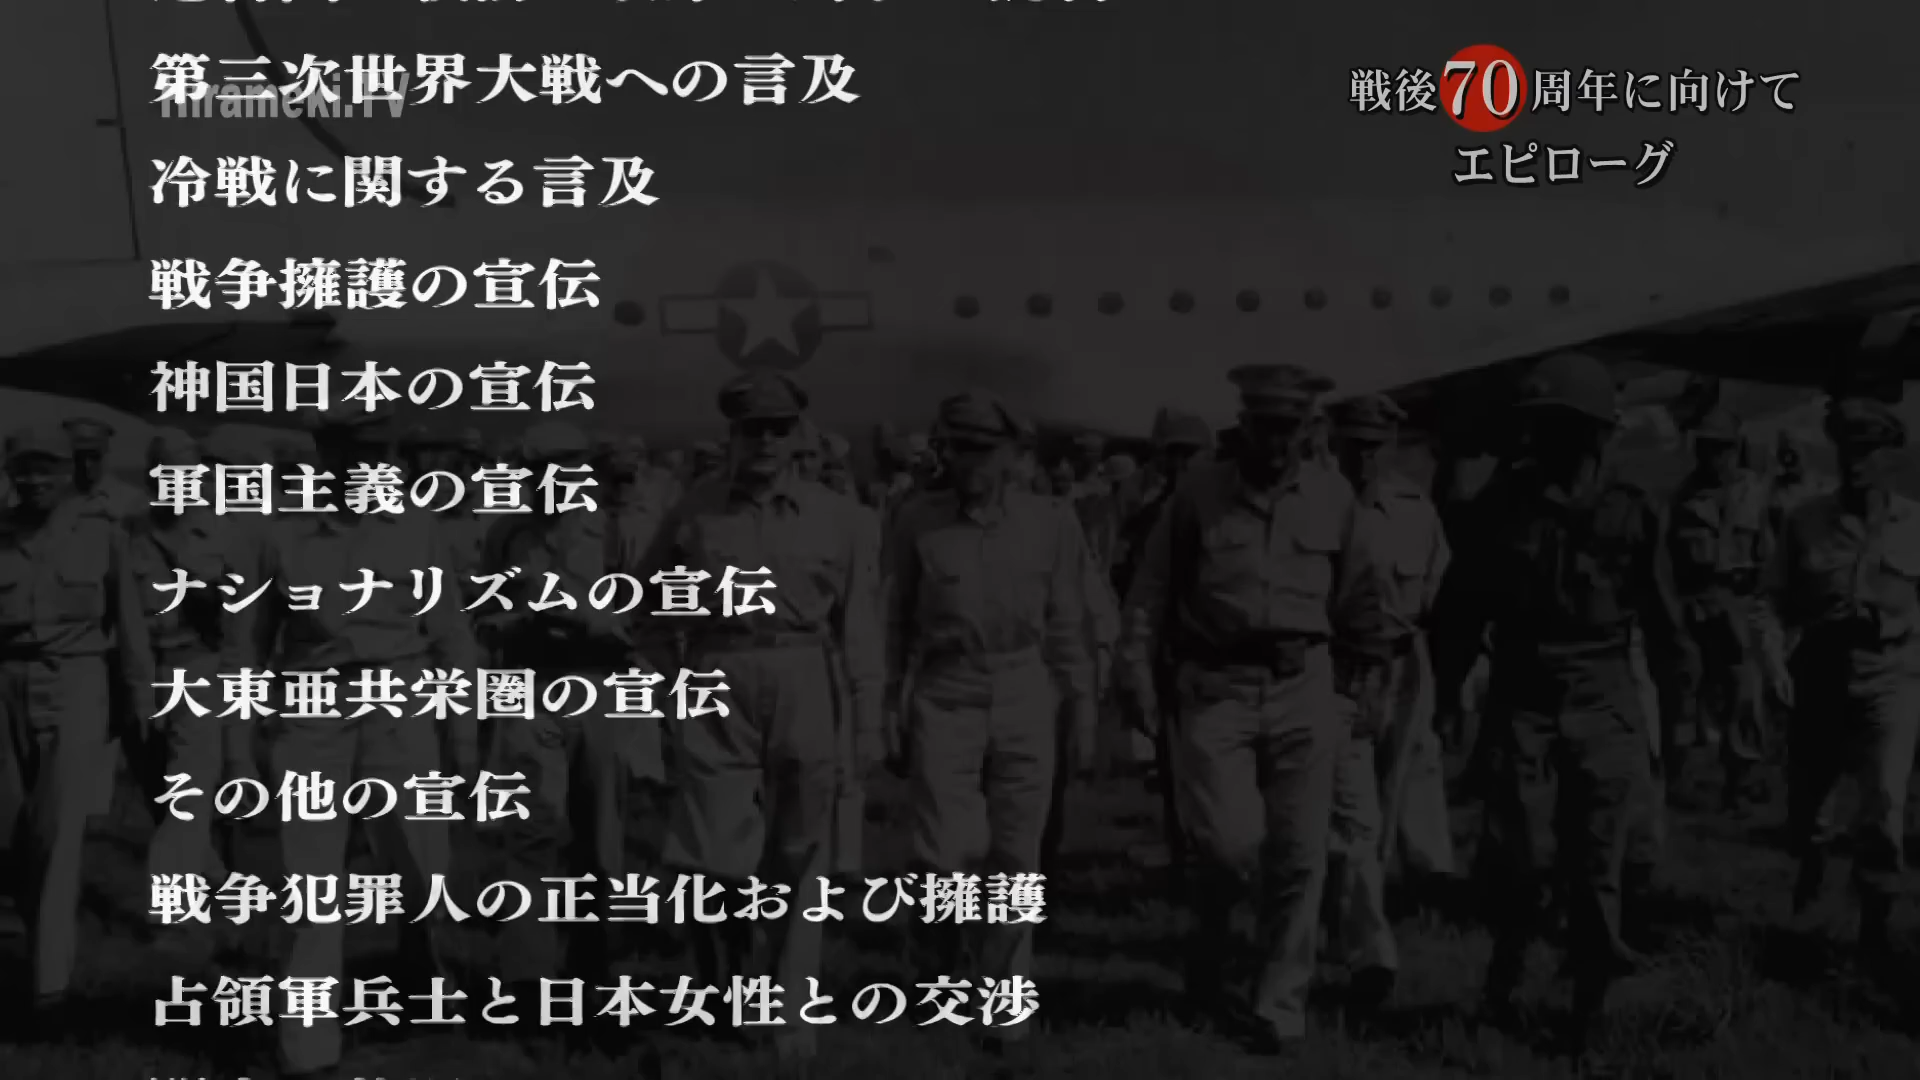 第三次世界大戦への言及
Hirameki.TV
冷戦に関する言及
戦争擁護の宣伝
神国日本の宣伝
軍国主義の宣伝
ナショナリズムの宣伝
大東亜共栄圏の宣伝
その他の宣伝
戦争犯罪人の正当化および擁護
占領軍兵士と日本女性との交渉
戦後70周年に向けて
エピローグ